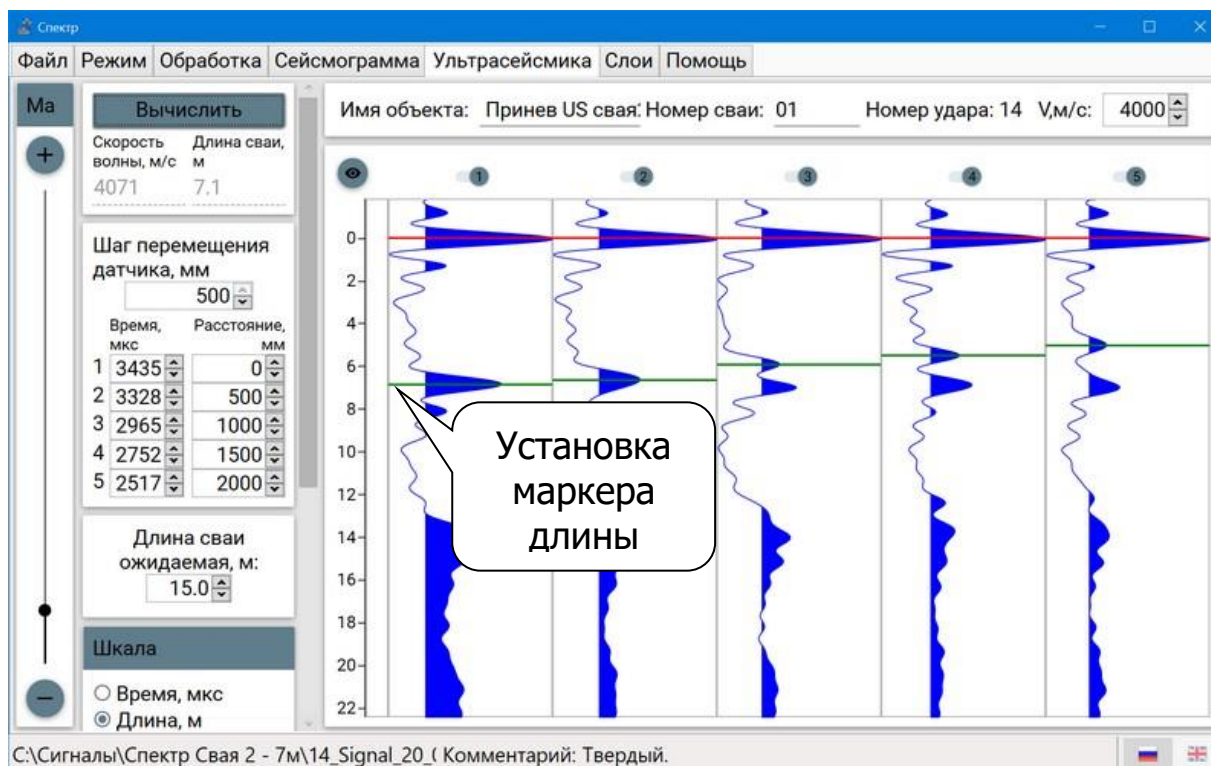 Спектр
Файл Режим Обработка Сейсмограмма Ультрасейсмика Слои Помощь
Ма
Вычислить
Скорость волны, м/с
Длина сваи, м
4071 7.1
Шаг перемещения
датчика, мм
500
Время, мкс
Расстояние, мм
1 3435 0
2 3328 500
3 2965 1000
4 2752 1500
5 2517 2000
Длина сваи
ожидаемая, м:
15.0
Шкала
Время, мкс
Длина, м
Имя объекта: Принев US свая: Номер сваи: 01 Номер удара: 14 V,м/с: 4000
1 2 3 4 5
0
2
4
6
8
10
12
14
16
18
20
22
Установка
маркера
длины
C:\Сигналы\Спектр Свая 2 - 7м\14_Signal_20_( Комментарий: Твердый.